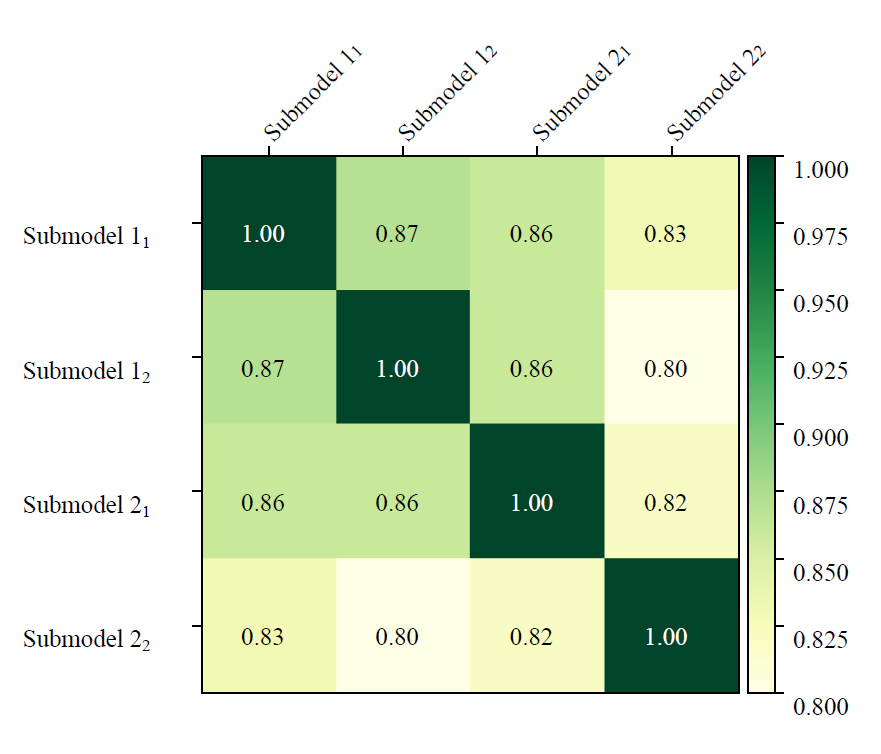 Submodel 1₁
Submodel 1₂
Submodel 2₁
Submodel 2₂
Submodel 1₁ 1.00 0.87 0.86 0.83
Submodel 1₂ 0.87 1.00 0.86 0.80
Submodel 2₁ 0.86 0.86 1.00 0.82
Submodel 2₂ 0.83 0.80 0.82 1.00
1.000
0.975
0.950
0.925
0.900
0.875
0.850
0.825
0.800